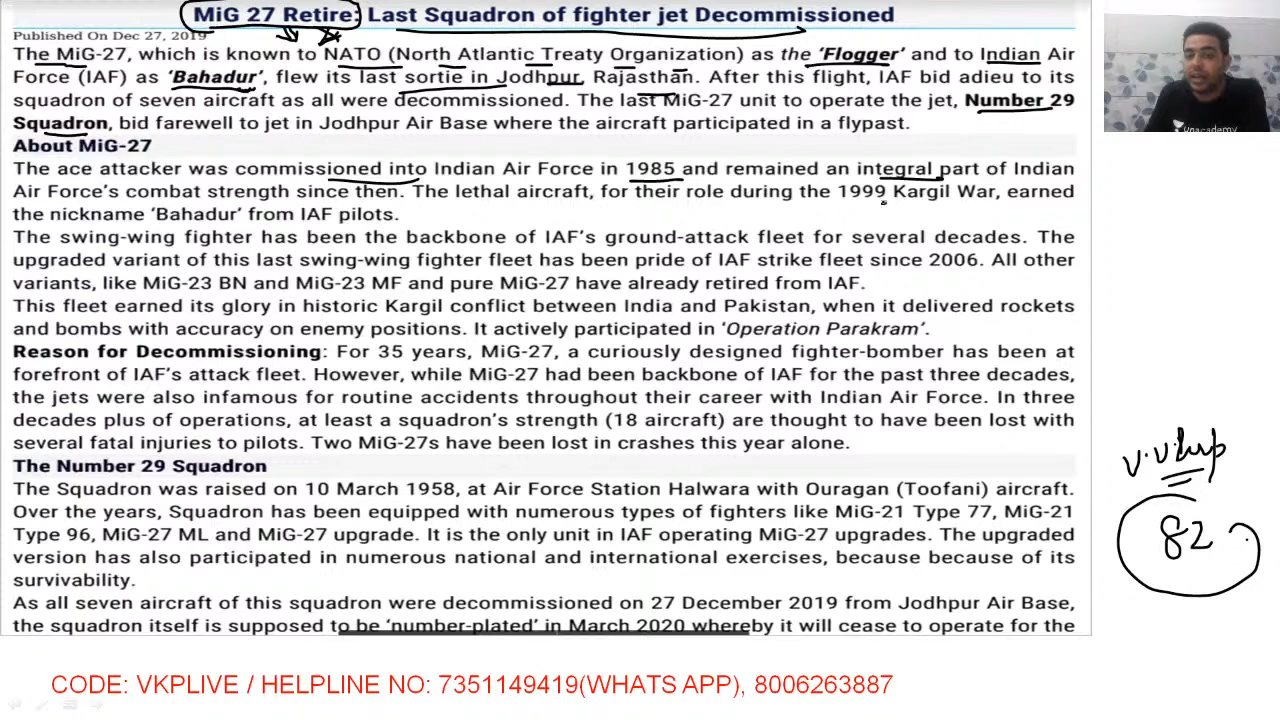 MiG 27 Retire: Last Squadron of fighter jet Decommissioned
Published On Dec 27, 2019
The MiG-27, which is known to NATO (North Atlantic Treaty Organization) as the 'Flogger' and to Indian Air
Force (IAF) as 'Bahadur', flew its last sortie in Jodhpur, Rajasthan. After this flight, IAF bid adieu to its
squadron of seven aircraft as all were decommissioned. The last MiG-27 unit to operate the jet, Number 29
Squadron, bid farewell to jet in Jodhpur Air Base where the aircraft participated in a flypast.
About MiG-27
The ace attacker was commissioned into Indian Air Force in 1985 and remained an integral part of Indian
Air Force's combat strength since then. The lethal aircraft, for their role during the 1999 Kargil War, earned
the nickname 'Bahadur' from IAF pilots.
The swing-wing fighter has been the backbone of IAF's ground-attack fleet for several decades. The
upgraded variant of this last swing-wing fighter fleet has been pride of IAF strike fleet since 2006. All other
variants, like MiG-23 BN and MiG-23 MF and pure MiG-27 have already retired from IAF.
This fleet earned its glory in historic Kargil conflict between India and Pakistan, when it delivered rockets
and bombs with accuracy on enemy positions. It actively participated in 'Operation Parakram'.
Reason for Decommissioning: For 35 years, MiG-27, a curiously designed fighter-bomber has been at
forefront of IAF's attack fleet. However, while MiG-27 had been backbone of IAF for the past three decades,
the jets were also infamous for routine accidents throughout their career with Indian Air Force. In three
decades plus of operations, at least a squadron's strength (18 aircraft) are thought to have been lost with
several fatal injuries to pilots. Two MiG-27s have been lost in crashes this year alone.
The Number 29 Squadron
The Squadron was raised on 10 March 1958, at Air Force Station Halwara with Ouragan (Toofani) aircraft.
Over the years, Squadron has been equipped with numerous types of fighters like MiG-21 Type 77, MiG-21
Type 96, MiG-27 ML and MiG-27 upgrade. It is the only unit in IAF operating MiG-27 upgrades. The upgraded
version has also participated in numerous national and international exercises, because because of its
survivability.
As all seven aircraft of this squadron were decommissioned on 27 December 2019 from Jodhpur Air Base,
the squadron itself is supposed to be 'number-plated' in March 2020 whereby it will cease to operate for the
unacademy
v.v.Imp
82
CODE: VKPLIVE / HELPLINE NO: 7351149419(WHATS APP), 8006263887